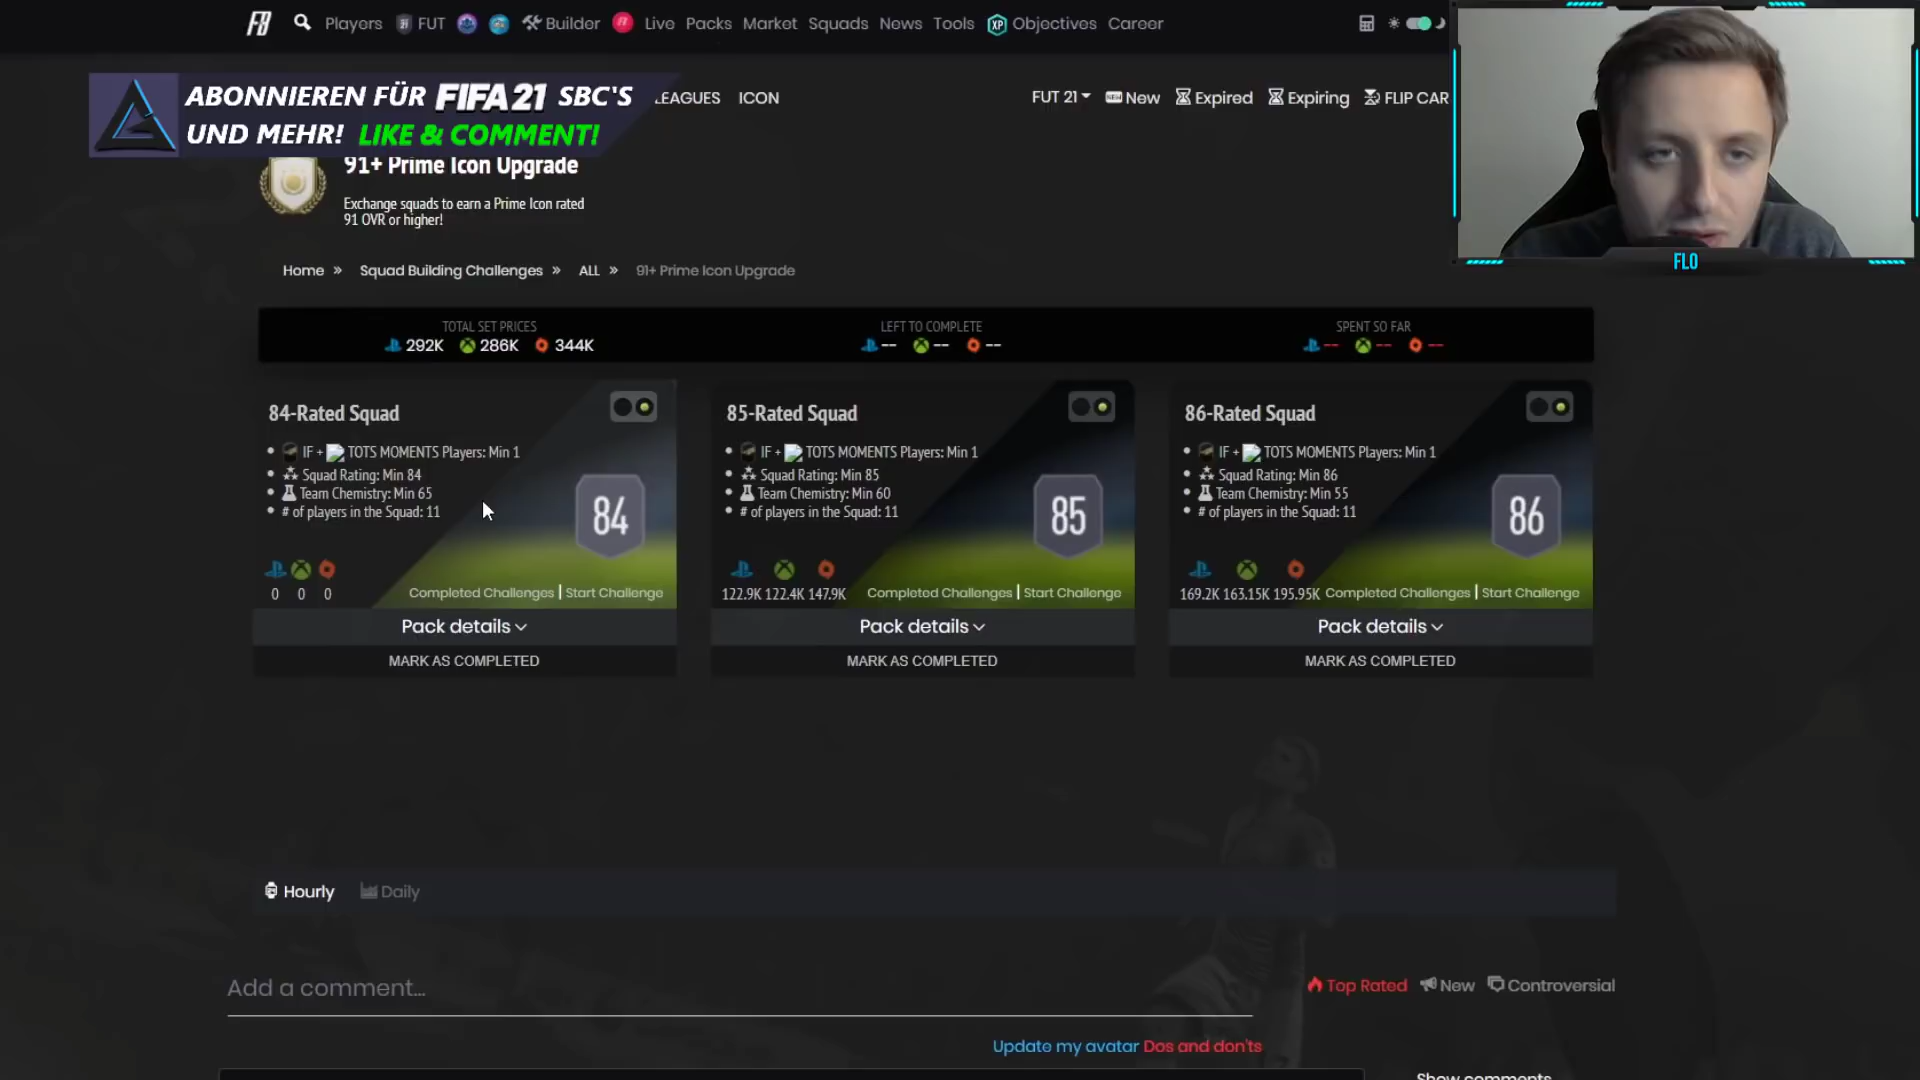 Players FUT Builder Live Packs Market Squads News Tools XP Objectives Career
ABONNIEREN FÜR FIFA 21 SBC'S
UND MEHR! LIKE & COMMENT!
LEAGUES ICON
FUT 21 New Expired Expiring FLIP CAR
FLO
91+ Prime Icon Upgrade
Exchange squads to earn a Prime Icon rated
91 OVR or higher!
Home » Squad Building Challenges » ALL » 91+ Prime Icon Upgrade
TOTAL SET PRICES
292K 286K 344K
LEFT TO COMPLETE
-- -- --
SPENT SO FAR
-- -- --
84-Rated Squad
IF + TOTS MOMENTS Players: Min 1
Squad Rating: Min 84
Team Chemistry: Min 65
# of players in the Squad: 11
84
0 0 0
Completed Challenges | Start Challenge
Pack details
MARK AS COMPLETED
85-Rated Squad
IF + TOTS MOMENTS Players: Min 1
Squad Rating: Min 85
Team Chemistry: Min 60
# of players in the Squad: 11
85
122.9K 122.4K 147.9K
Completed Challenges | Start Challenge
Pack details
MARK AS COMPLETED
86-Rated Squad
IF + TOTS MOMENTS Players: Min 1
Squad Rating: Min 86
Team Chemistry: Min 55
# of players in the Squad: 11
86
169.2K 163.15K 195.95K
Completed Challenges | Start Challenge
Pack details
MARK AS COMPLETED
Hourly Daily
Add a comment...
Top Rated New Controversial
Update my avatar Dos and don'ts
Show comments